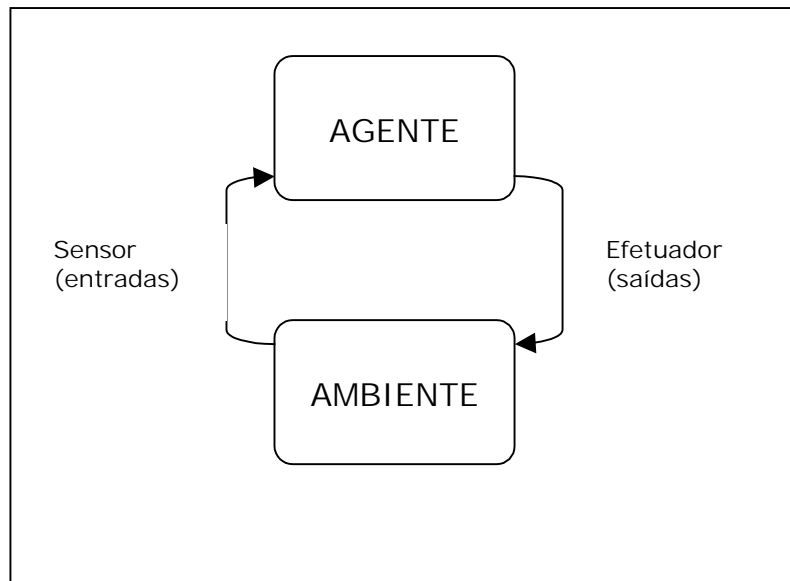 AGENTE
Sensor
(entradas)
Efetuador
(saídas)
AMBIENTE